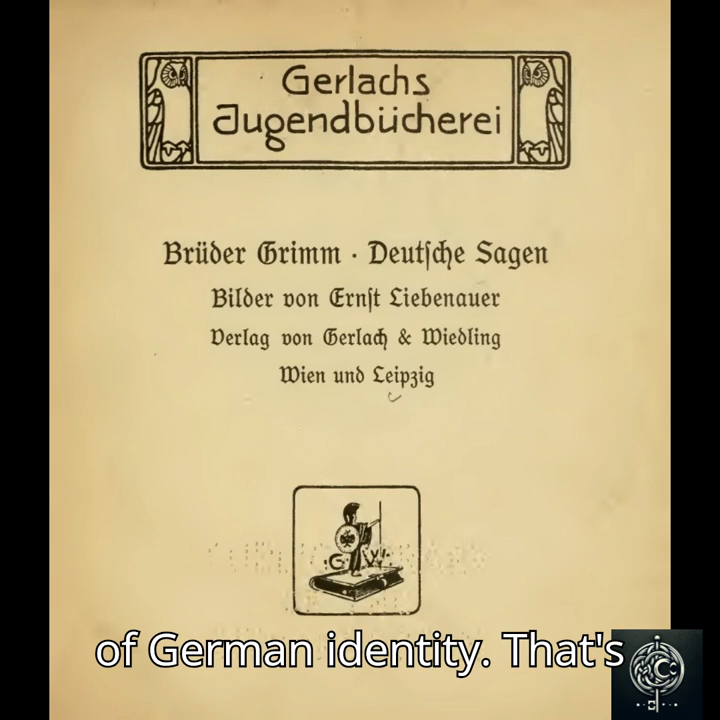 Gerlachs
Jugendbücherei
Brüder Grimm · Deutsche Sagen
Bilder von Ernst Liebenauer
Verlag von Gerlach & Wiedling
Wien und Leipzig
·G· W·
of German identity. That's